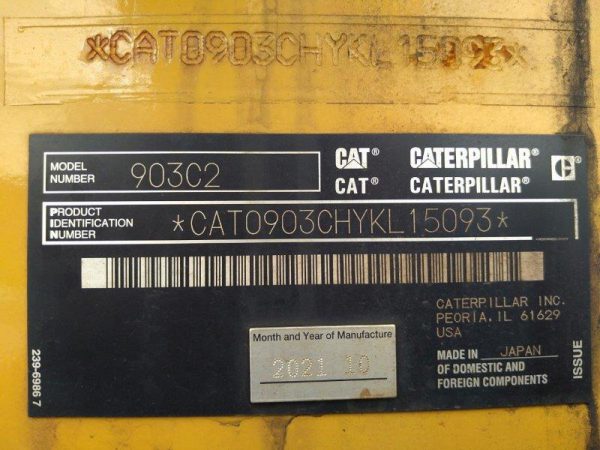 *CAT0903CHYKL15093*
MODEL NUMBER 903C2
CAT® CATERPILLAR® C®
CAT® CATERPILLAR®
PRODUCT IDENTIFICATION NUMBER *CAT0903CHYKL15093*
CATERPILLAR INC.
PEORIA, IL 61629
USA
Month and Year of Manufacture
2021 10
MADE IN JAPAN
OF DOMESTIC AND
FOREIGN COMPONENTS
239-6986 7
ISSUE